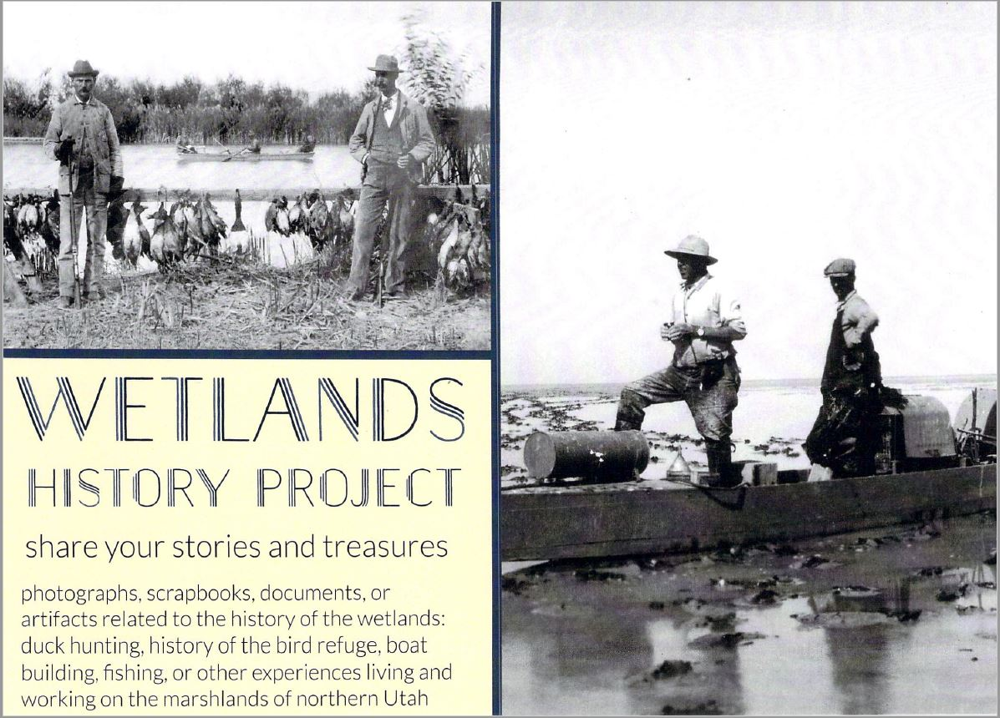 WETLANDS
HISTORY PROJECT
share your stories and treasures
photographs, scrapbooks, documents, or
artifacts related to the history of the wetlands:
duck hunting, history of the bird refuge, boat
building, fishing, or other experiences living and
working on the marshlands of northern Utah